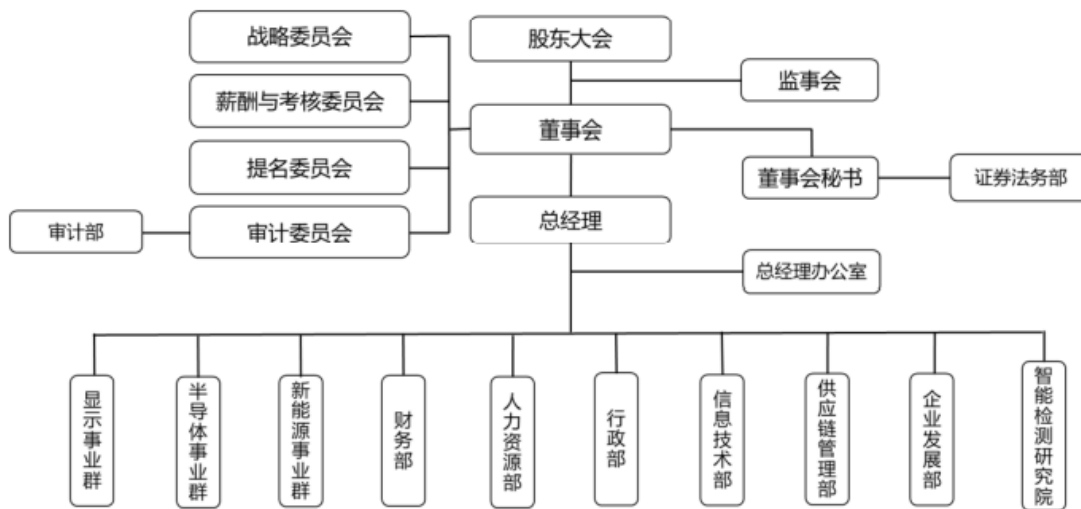 战略委员会
股东大会
监事会
薪酬与考核委员会
董事会
提名委员会
董事会秘书
证券法务部
审计部
审计委员会
总经理
总经理办公室
显示事业群
半导体事业群
新能源事业群
财务部
人力资源部
行政部
信息技术部
供应链管理部
企业发展部
智能检测研究院